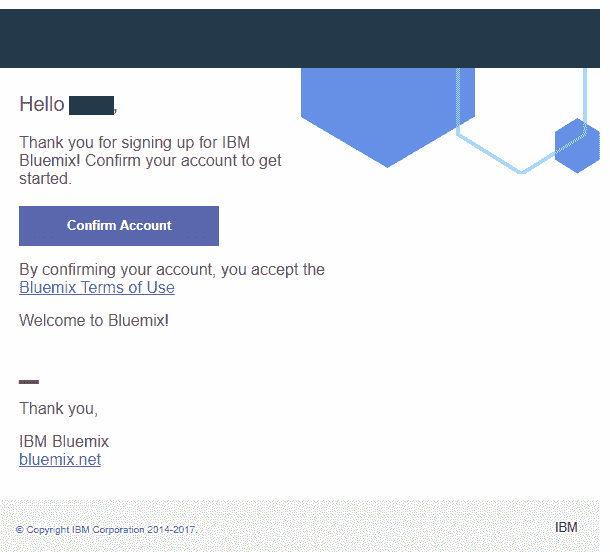 Hello ,
Thank you for signing up for IBM
Bluemix! Confirm your account to get
started.
Confirm Account
By confirming your account, you accept the
Bluemix Terms of Use
Welcome to Bluemix!
Thank you,
IBM Bluemix
bluemix.net
© Copyright IBM Corporation 2014-2017.
IBM